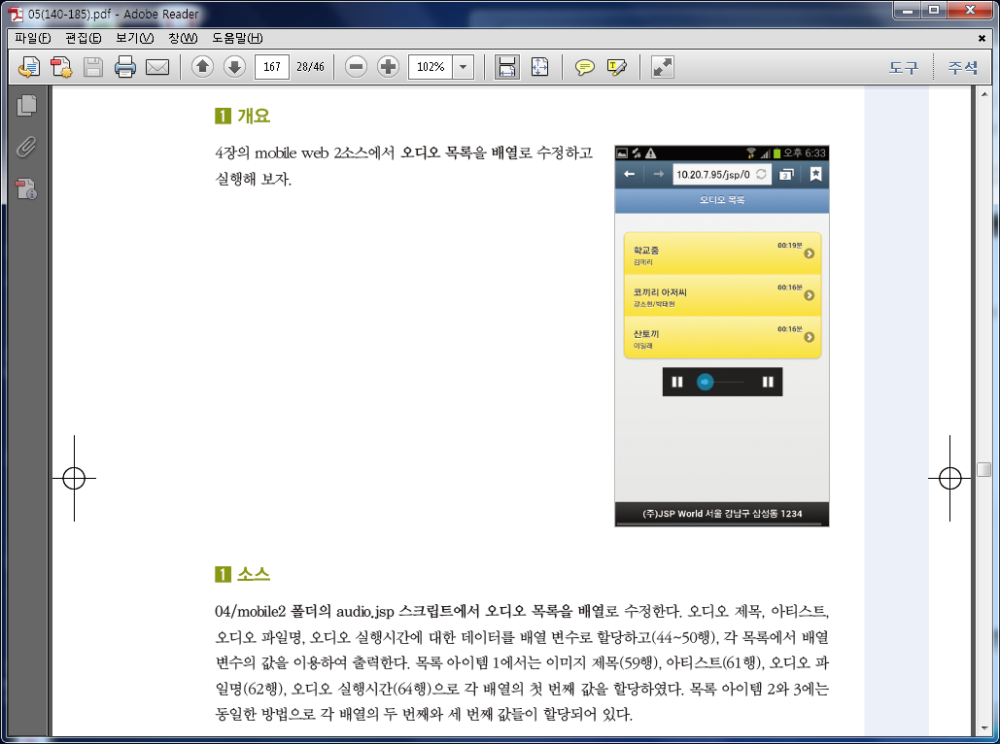 05(140-185).pdf - Adobe Reader
파일(F) 편집(E) 보기(V) 창(W) 도움말(H)
167 28/46 102% 도구 주석
1 개요
4장의 mobile web 2소스에서 오디오 목록을 배열로 수정하고
실행해 보자.
오후 6:33
10.20.7.95/jsp/0 3
오디오 목록
학교종 00:19분
김메리
코끼리 아저씨 00:16분
강소현/박태현
산토끼 00:16분
이일래
(주)JSP World 서울 강남구 삼성동 1234
1 소스
04/mobile2 폴더의 audio.jsp 스크립트에서 오디오 목록을 배열로 수정한다. 오디오 제목, 아티스트,
오디오 파일명, 오디오 실행시간에 대한 데이터를 배열 변수로 할당하고(44~50행), 각 목록에서 배열
변수의 값을 이용하여 출력한다. 목록 아이템 1에서는 이미지 제목(59행), 아티스트(61행), 오디오 파
일명(62행), 오디오 실행시간(64행)으로 각 배열의 첫 번째 값을 할당하였다. 목록 아이템 2와 3에는
동일한 방법으로 각 배열의 두 번째와 세 번째 값들이 할당되어 있다.